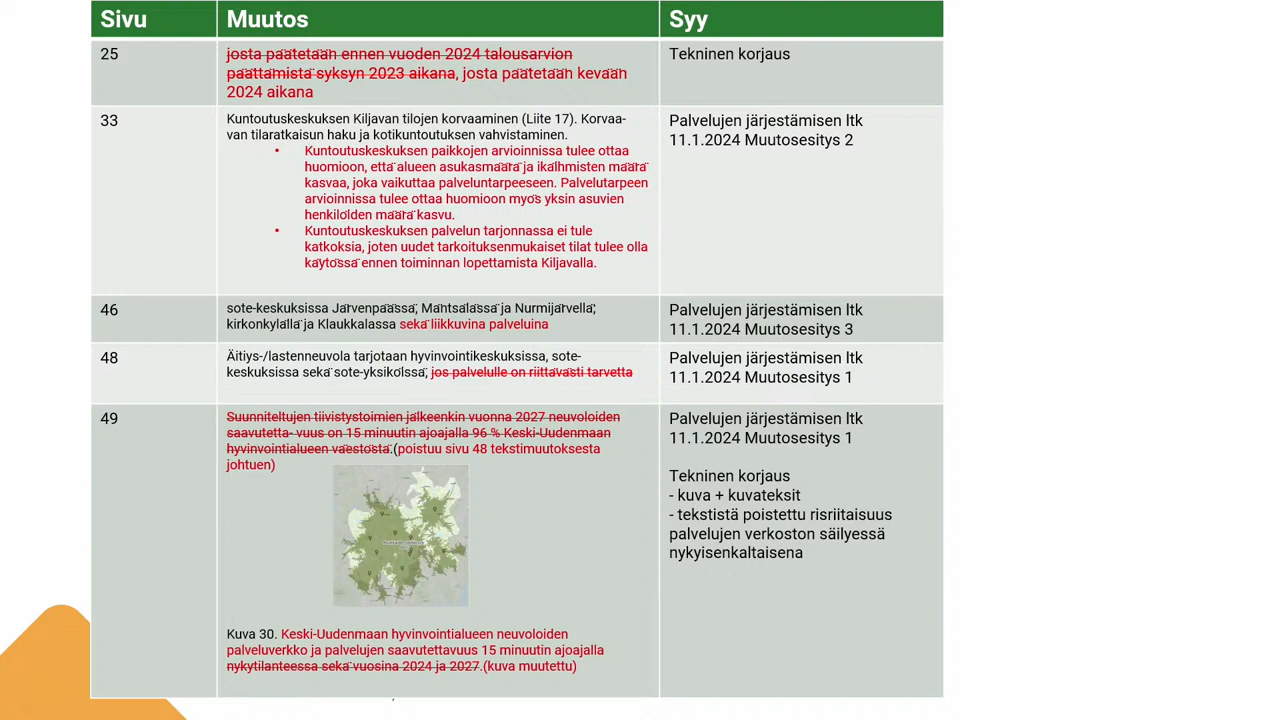 Sivu Muutos Syy
25 josta päätetään ennen vuoden 2024 talousarvion Tekninen korjaus
päättämistä syksyn 2023 aikana, josta päätetään kevään
2024 aikana
33 Kuntoutuskeskuksen Kiljavan tilojen korvaaminen (Liite 17). Korvaa-
van tilaratkaisun haku ja kotikuntoutuksen vahvistaminen.
• Kuntoutuskeskuksen paikkojen arvioinnissa tulee ottaa
huomioon, että alueen asukasmäärä ja ikäihmisten määrä
kasvaa, joka vaikuttaa palveluntarpeeseen. Palvelutarpeen
arvioinnissa tulee ottaa huomioon myös yksin asuvien
henkilöiden määrä kasvu.
• Kuntoutuskeskuksen palvelun tarjonnassa ei tule
katkoksia, joten uudet tarkoituksenmukaiset tilat tulee olla
käytössä ennen toiminnan lopettamista Kiljavalla.
Palvelujen järjestämisen ltk
11.1.2024 Muutosesitys 2
46 sote-keskuksissa Järvenpäässä, Mäntsälässä ja Nurmijärvellä;
kirkonkylällä ja Klaukkalassa sekä liikkuvina palveluina
Palvelujen järjestämisen ltk
11.1.2024 Muutosesitys 3
48 Äitiys-/lastenneuvola tarjotaan hyvinvointikeskuksissa, sote-
keskuksissa sekä sote-yksiköissä, jos palvelulle on riittävästi tarvetta
Palvelujen järjestämisen ltk
11.1.2024 Muutosesitys 1
49 Suunniteltujen tiivistystoimien jälkeenkin vuonna 2027 neuvoloiden
saavutetta- vuus on 15 minuutin ajoajalla 96 % Keski-Uudenmaan
hyvinvointialueen väestöstä.(poistuu sivu 48 tekstimuutoksesta
johtuen)
Kuva 30. Keski-Uudenmaan hyvinvointialueen neuvoloiden
palveluverkko ja palvelujen saavutettavuus 15 minuutin ajoajalla
nykytilanteessa sekä vuosina 2024 ja 2027.(kuva muutettu)
Palvelujen järjestämisen ltk
11.1.2024 Muutosesitys 1
Tekninen korjaus
- kuva + kuvateksit
- tekstistä poistettu risriitaisuus
palvelujen verkoston säilyessä
nykyisenkaltaisena